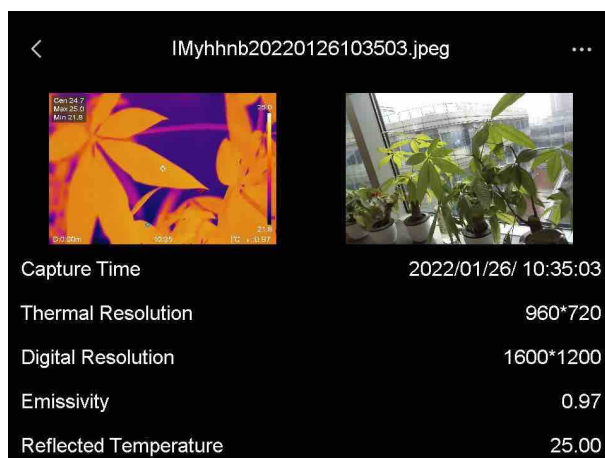 IMyhhnb20220126103503.jpeg
Cen 24.7
Max 25.0
Min 21.8
25.0
21.8
10:35
0.97
Capture Time 2022/01/26/ 10:35:03
Thermal Resolution 960*720
Digital Resolution 1600*1200
Emissivity 0.97
Reflected Temperature 25.00